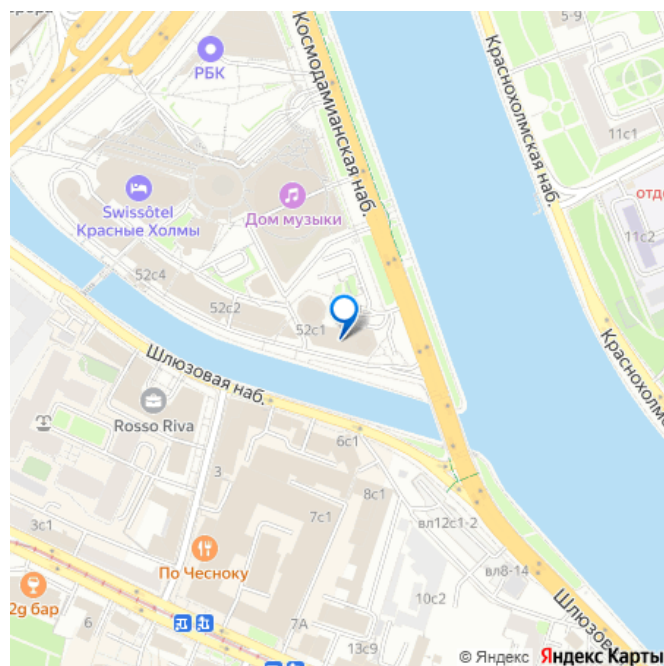 Космодамианская наб.
РБК
5-9
Краснохолмская наб.
11с1
Swissôtel
Красные Холмы
Дом музыки
отде
11с2
52с4
52с2
52с1
Шлюзовая наб.
Краснохолмс
Rosso Riva
6с1
3
8с1
3с1
7с1
вл12с1-2
По Чесноку
вл8-14
2g бар
10с2
6
7А
13с9
Шлюзова
© Яндекс Яндекс Карты